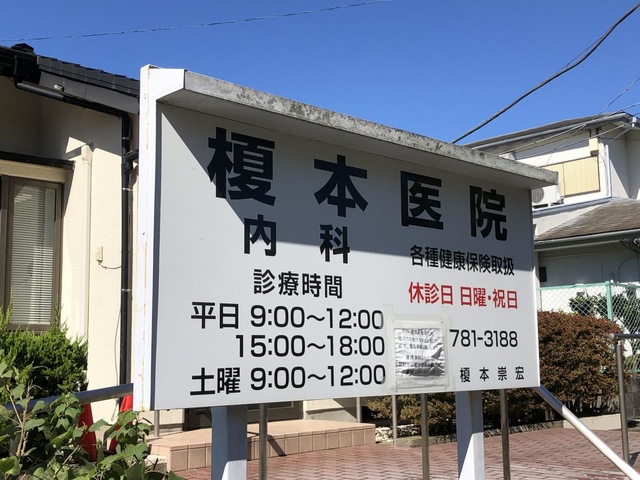 榎本医院
内科
各種健康保険取扱
診療時間
休診日 日曜・祝日
平日 9:00～12:00
15:00～18:00
781-3188
土曜 9:00～12:00
榎本崇宏